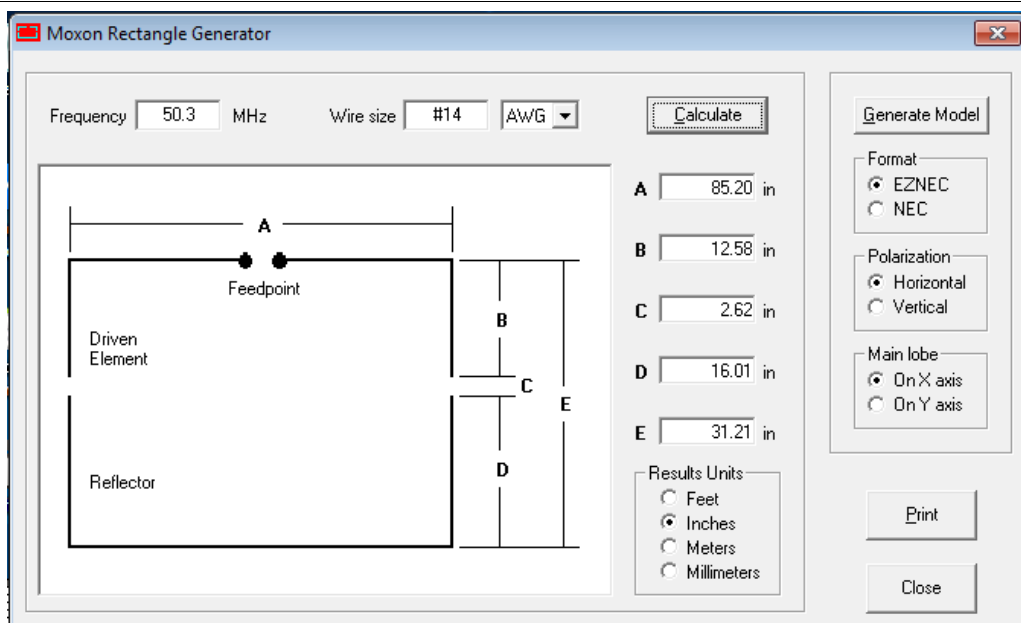 Moxon Rectangle Generator
Frequency 50.3 MHz Wire size #14 AWG Calculate
A 85.20 in
B 12.58 in
C 2.62 in
D 16.01 in
E 31.21 in
A
Feedpoint
Driven
Element
B
C
E
D
Reflector
Results Units
Feet
Inches
Meters
Millimeters
Generate Model
Format
EZNEC
NEC
Polarization
Horizontal
Vertical
Main lobe
On X axis
On Y axis
Print
Close